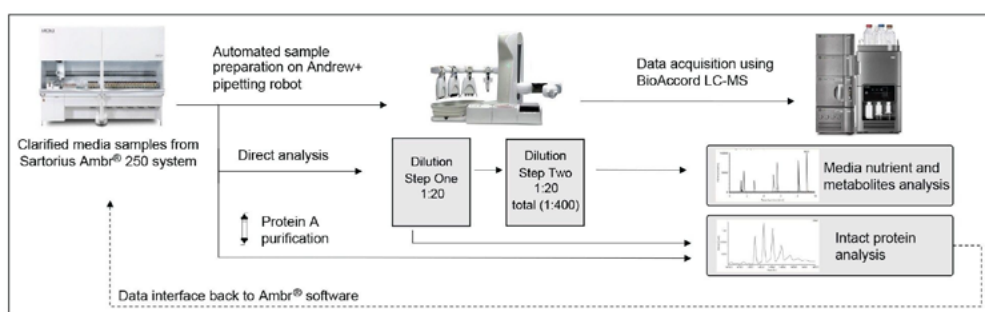 Automated sample
preparation on Andrew+
pipetting robot
Data acquisition using
BioAccord LC-MS
Clarified media samples from
Sartorius Ambr® 250 system
Direct analysis
Dilution
Step One
1:20
Dilution
Step Two
1:20
total (1:400)
Media nutrient and
metabolites analysis
Protein A
purification
Intact protein
analysis
Data interface back to Ambr® software